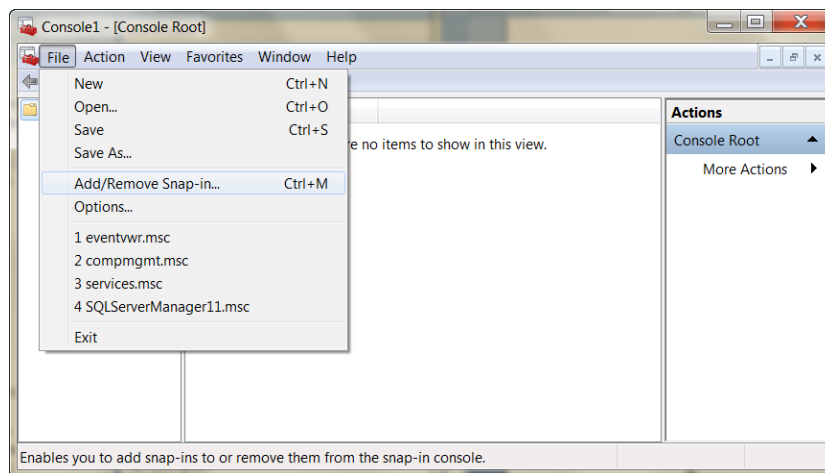 Console1 - [Console Root]
File Action View Favorites Window Help
New Ctrl+N
Open... Ctrl+O
Save Ctrl+S
Save As...
Add/Remove Snap-in... Ctrl+M
Options...
1 eventvwr.msc
2 compmgmt.msc
3 services.msc
4 SQLServerManager11.msc
Exit
no items to show in this view.
Actions
Console Root
More Actions
Enables you to add snap-ins to or remove them from the snap-in console.